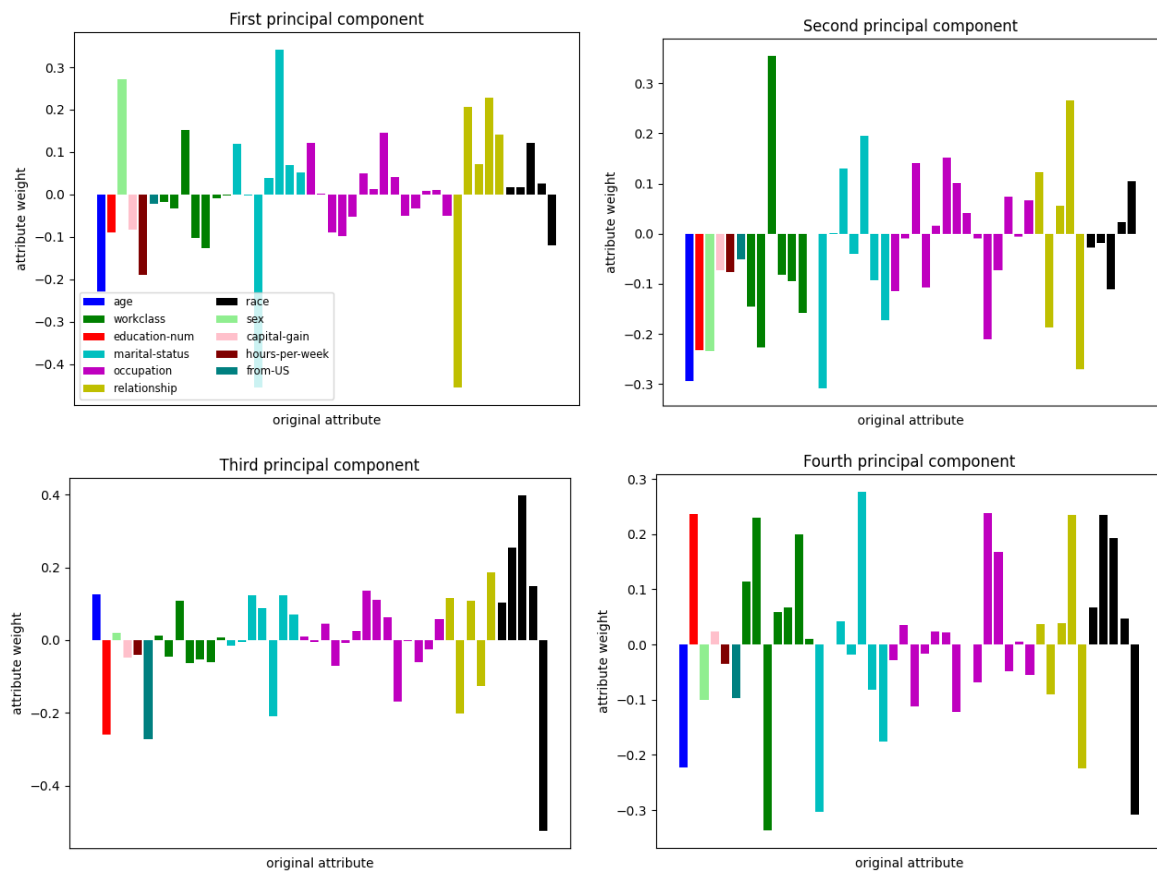 First principal component
attribute weight
0.3
0.2
0.1
0.0
−0.1
−0.2
−0.3
−0.4
age
workclass
education-num
marital-status
occupation
relationship
race
sex
capital-gain
hours-per-week
from-US
original attribute
Second principal component
attribute weight
0.3
0.2
0.1
0.0
−0.1
−0.2
−0.3
original attribute
Third principal component
attribute weight
0.4
0.2
0.0
−0.2
−0.4
original attribute
Fourth principal component
attribute weight
0.3
0.2
0.1
0.0
−0.1
−0.2
−0.3
original attribute